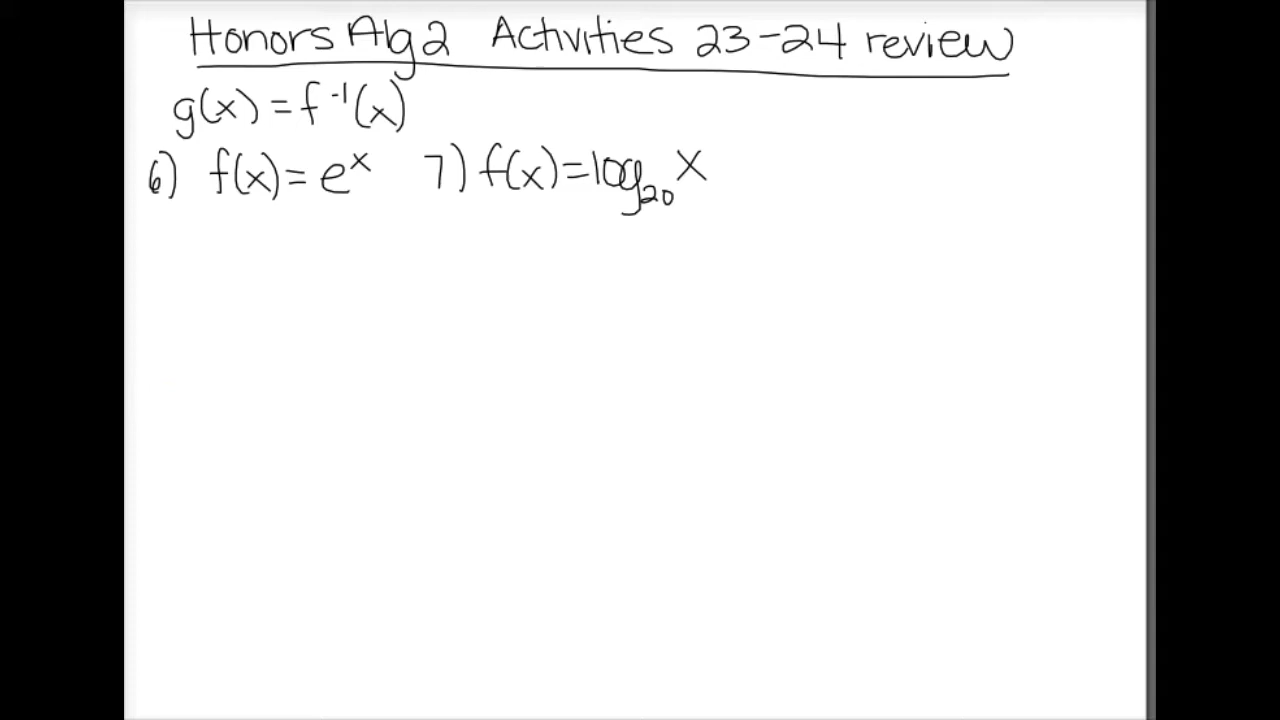 Honors Alg 2 Activities 23-24 review
g(x) = f⁻¹(x)
6) f(x) = eˣ 7) f(x) = log₂₀ x